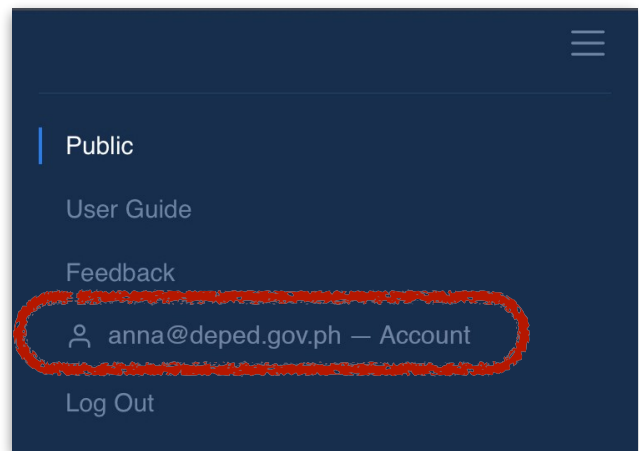 Public
User Guide
Feedback
anna@deped.gov.ph — Account
Log Out